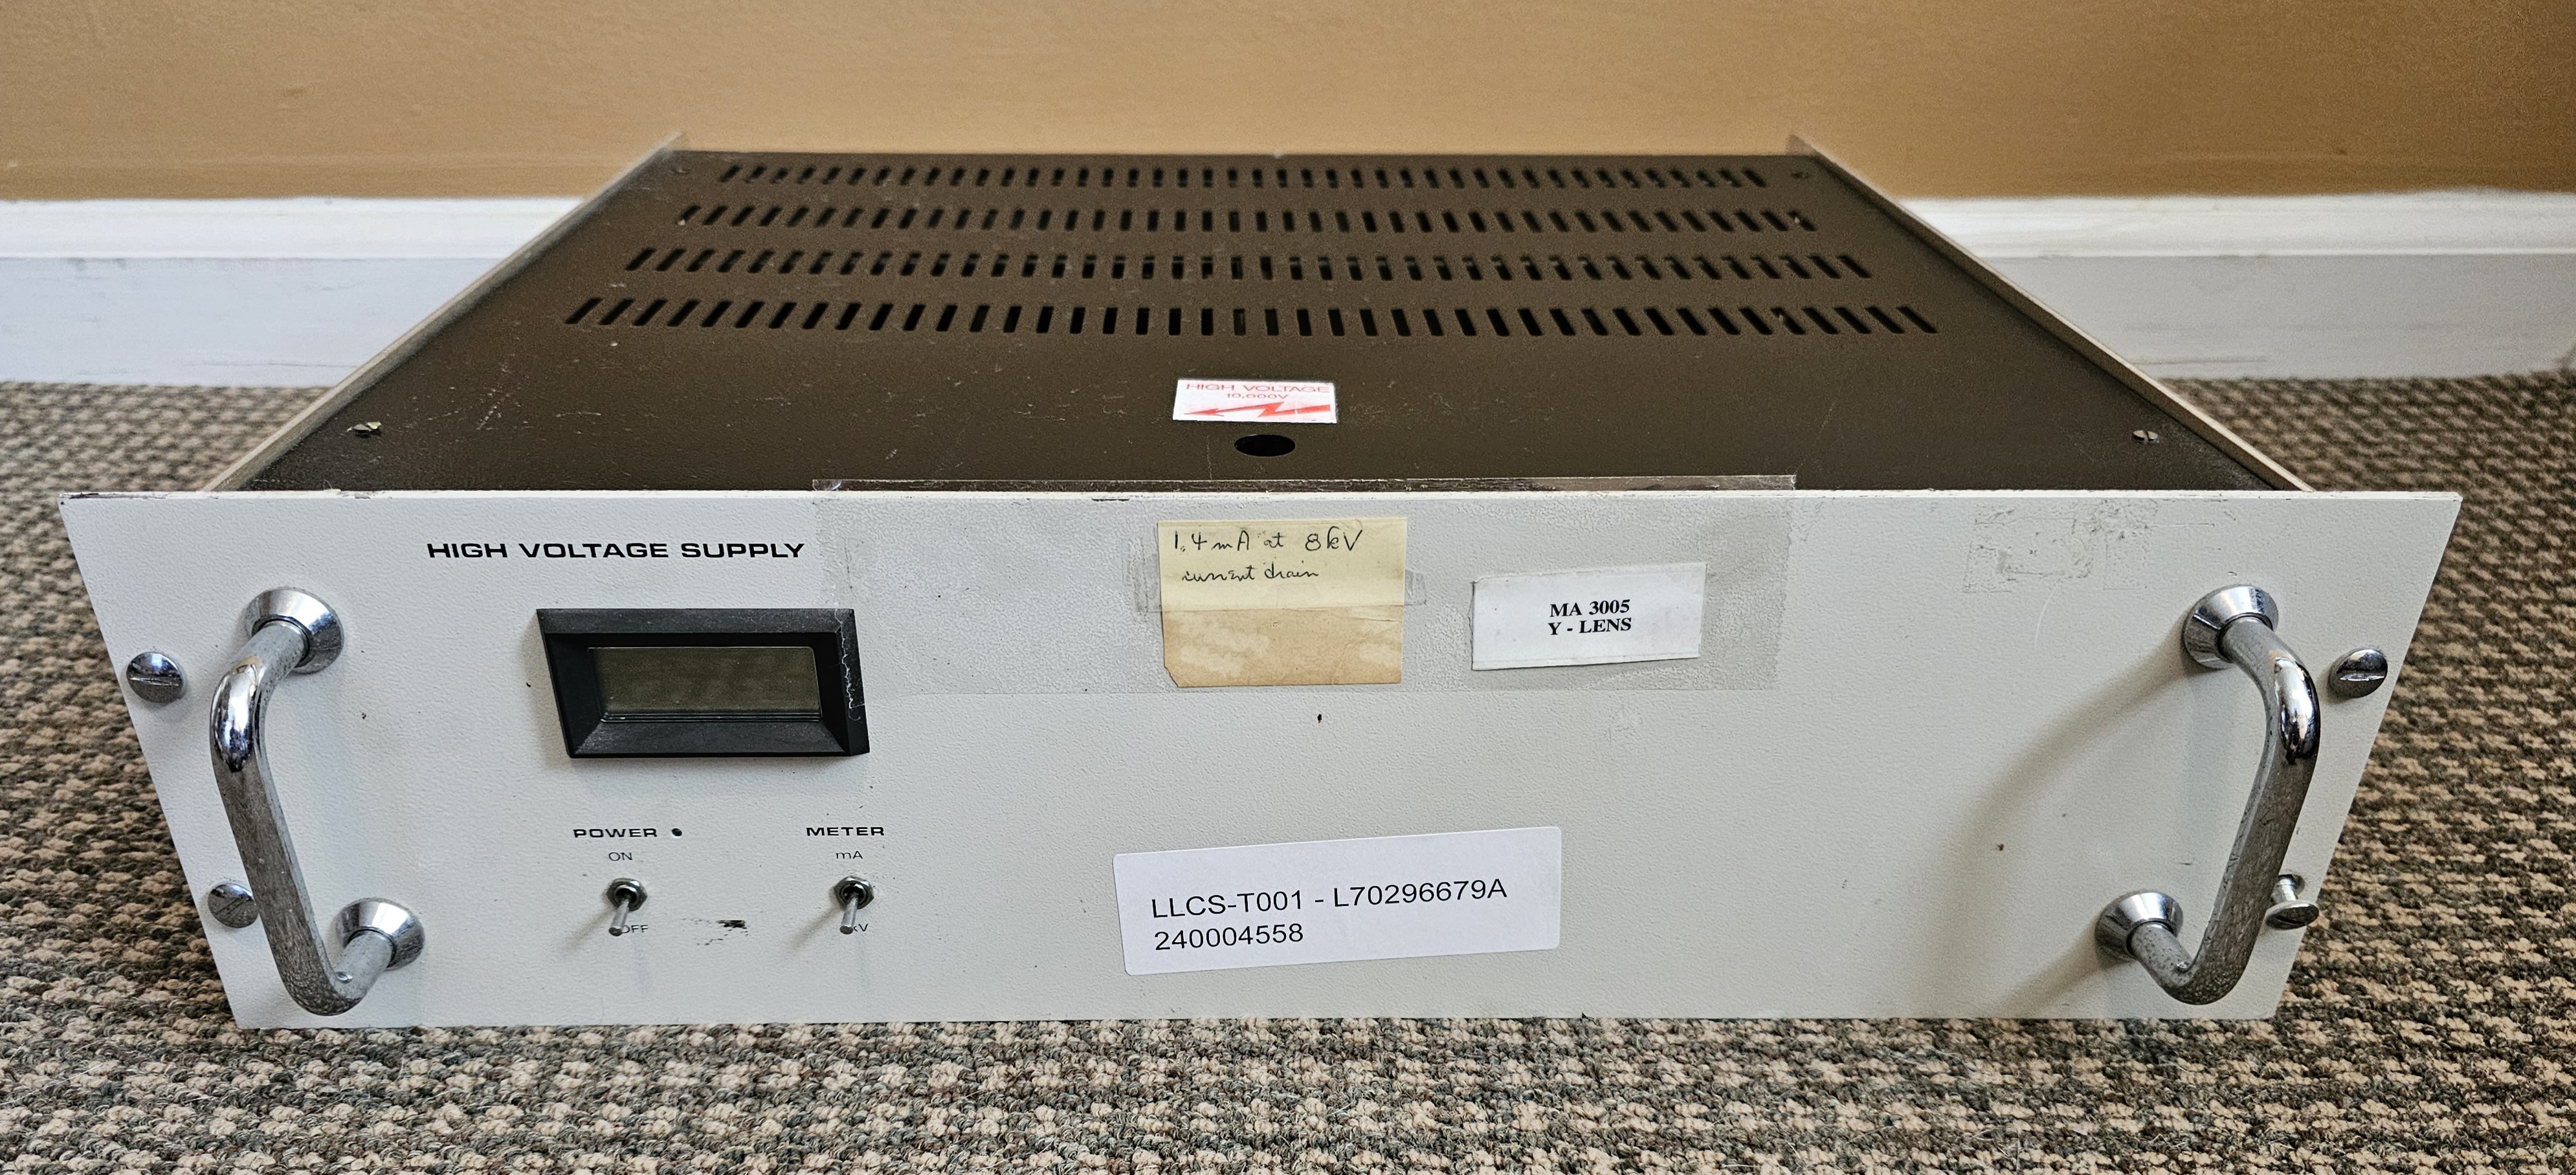 HIGH VOLTAGE
10,000V
HIGH VOLTAGE SUPPLY
1.4 mA at 8kV
current drain
MA 3005
Y - LENS
POWER
ON
OFF
METER
mA
kV
LLCS-T001 - L70296679A
240004558